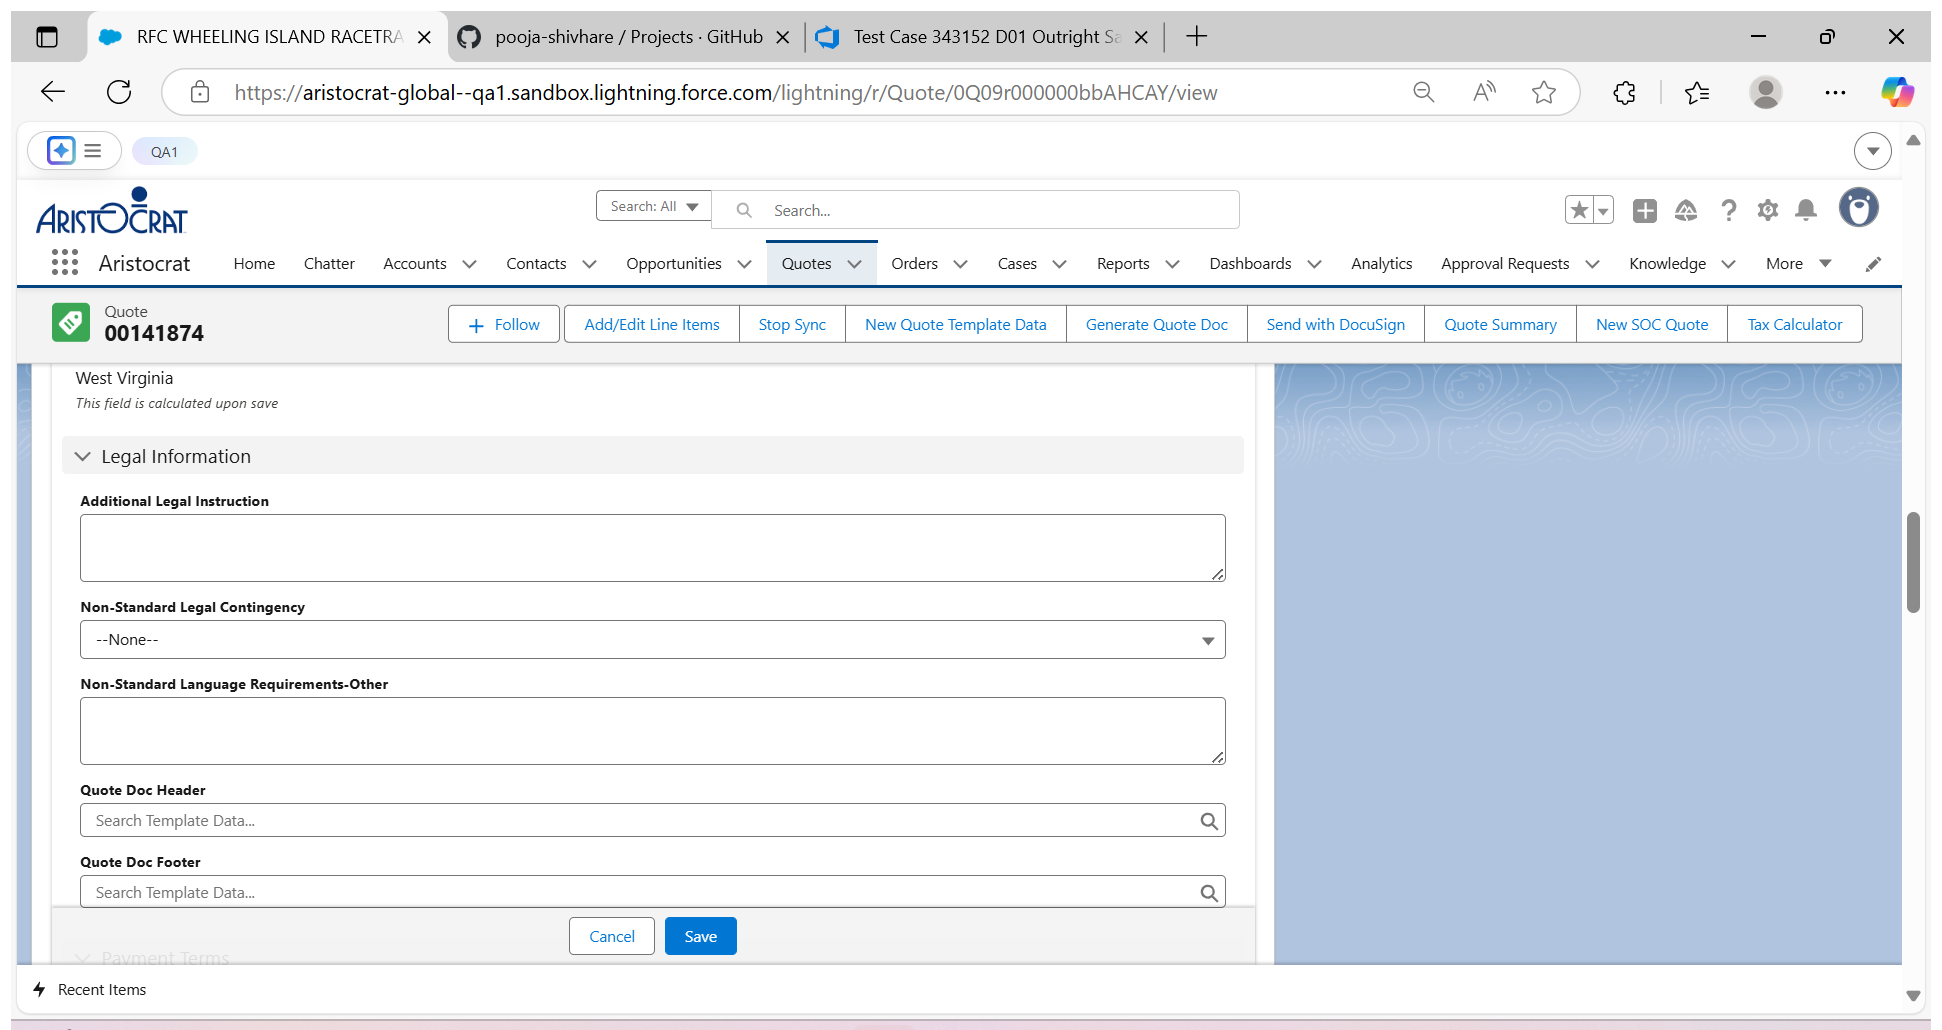 RFC WHEELING ISLAND RACETRA
pooja-shivhare / Projects · GitHub
Test Case 343152 D01 Outright Sa
https://aristocrat-global--qa1.sandbox.lightning.force.com/lightning/r/Quote/0Q09r000000bbAHCAY/view
QA1
ARISTOCRAT
Search: All
Search...
Aristocrat
Home
Chatter
Accounts
Contacts
Opportunities
Quotes
Orders
Cases
Reports
Dashboards
Analytics
Approval Requests
Knowledge
More
Quote
00141874
Follow
Add/Edit Line Items
Stop Sync
New Quote Template Data
Generate Quote Doc
Send with DocuSign
Quote Summary
New SOC Quote
Tax Calculator
West Virginia
This field is calculated upon save
Legal Information
Additional Legal Instruction
Non-Standard Legal Contingency
--None--
Non-Standard Language Requirements-Other
Quote Doc Header
Search Template Data...
Quote Doc Footer
Search Template Data...
Cancel
Save
Payment Terms
Recent Items